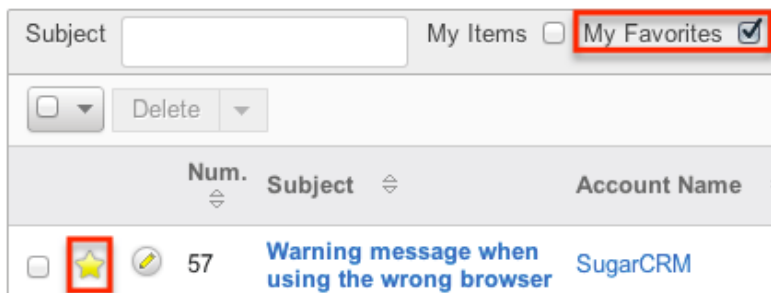 Subject My Items My Favorites
Delete
Num. Subject Account Name
57 Warning message when using the wrong browser SugarCRM